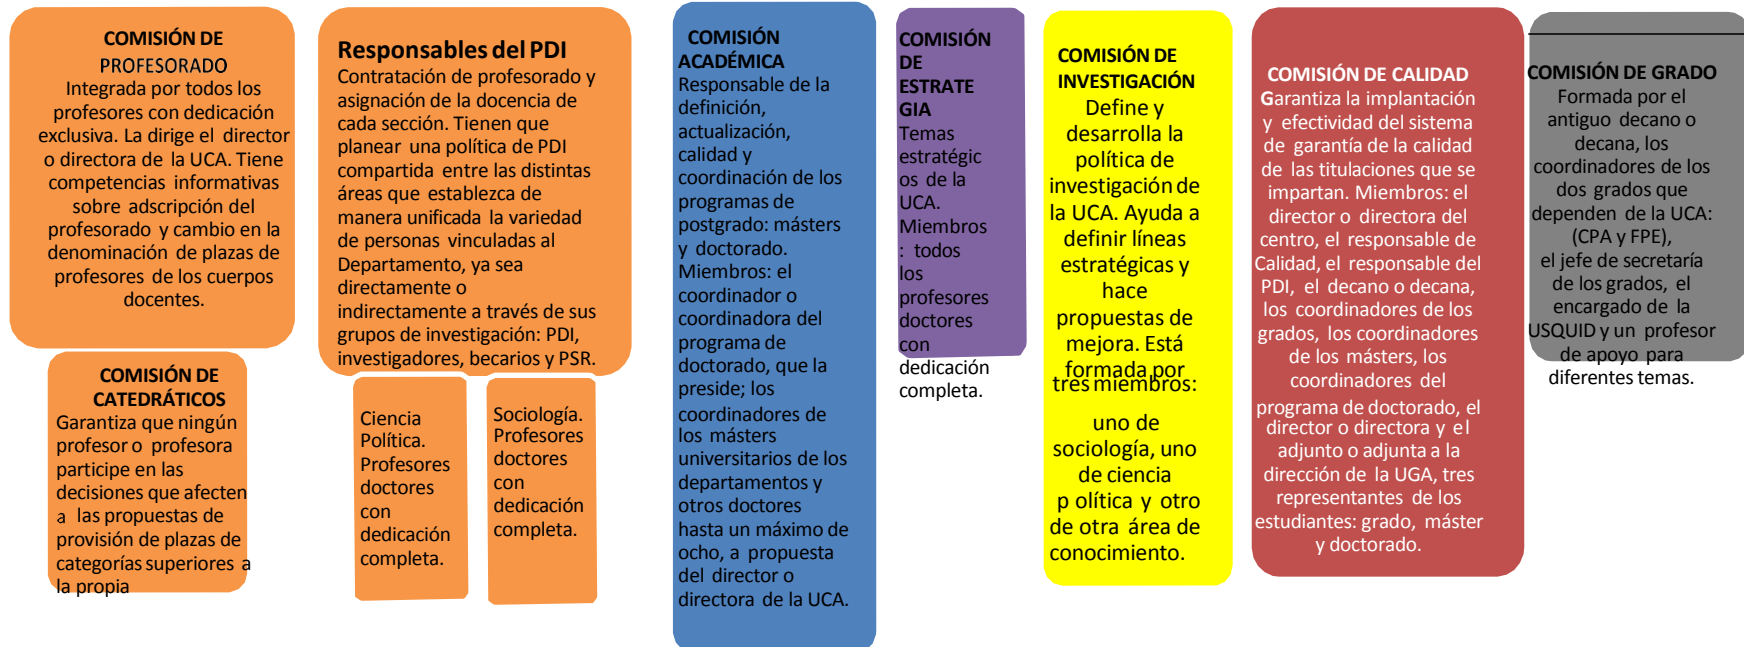 COMISIÓN DE
PROFESORADO
Integrada por todos los
profesores con dedicación
exclusiva. La dirige el director
o directora de la UCA. Tiene
competencias informativas
sobre adscripción del
profesorado y cambio en la
denominación de plazas de
profesores de los cuerpos
docentes.
COMISIÓN DE
CATEDRÁTICOS
Garantiza que ningún
profesor o profesora
participe en las
decisiones que afecten
a las propuestas de
provisión de plazas de
categorías superiores a
la propia
Responsables del PDI
Contratación de profesorado y
asignación de la docencia de
cada sección. Tienen que
planear una política de PDI
compartida entre las distintas
áreas que establezca de
manera unificada la variedad
de personas vinculadas al
Departamento, ya sea
directamente o
indirectamente a través de sus
grupos de investigación: PDI,
investigadores, becarios y PSR.
Ciencia
Política.
Profesores
doctores
con
dedicación
completa.
Sociología.
Profesores
doctores
con
dedicación
completa.
COMISIÓN
ACADÉMICA
Responsable de la
definición,
actualización,
calidad y
coordinación de los
programas de
postgrado: másters
y doctorado.
Miembros: el
coordinador o
coordinadora del
programa de
doctorado, que la
preside; los
coordinadores de
los másters
universitarios de los
departamentos y
otros doctores
hasta un máximo de
ocho, a propuesta
del director o
directora de la UCA.
COMISIÓN
DE
ESTRATE
GIA
Temas
estratégic
os de la
UCA.
Miembros
: todos
los
profesores
doctores
con
dedicación
completa.
COMISIÓN DE
INVESTIGACIÓN
Define y
desarrolla la
política de
investigación de
la UCA. Ayuda a
definir líneas
estratégicas y
hace
propuestas de
mejora. Está
formada por
tres miembros:
uno de
sociología, uno
de ciencia
p olítica y otro
de otra área de
conocimiento.
COMISIÓN DE CALIDAD
Garantiza la implantación
y efectividad del sistema
de garantía de la calidad
de las titulaciones que se
impartan. Miembros: el
director o directora del
centro, el responsable de
Calidad, el responsable del
PDI, el decano o decana,
los coordinadores de los
grados, los coordinadores
de los másters, los
coordinadores del
programa de doctorado, el
director o directora y el
adjunto o adjunta a la
dirección de la UGA, tres
representantes de los
estudiantes: grado, máster
y doctorado.
COMISIÓN DE GRADO
Formada por el
antiguo decano o
decana, los
coordinadores de los
dos grados que
dependen de la UCA:
(CPA y FPE),
el jefe de secretaría
de los grados, el
encargado de la
USQUID y un profesor
de apoyo para
diferentes temas.